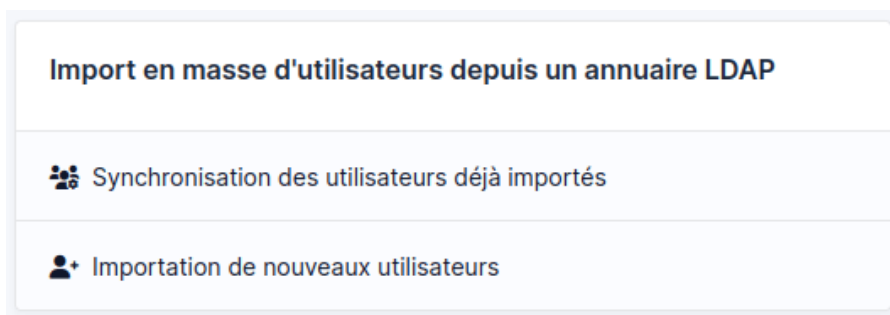 Import en masse d'utilisateurs depuis un annuaire LDAP
Synchronisation des utilisateurs déjà importés
Importation de nouveaux utilisateurs